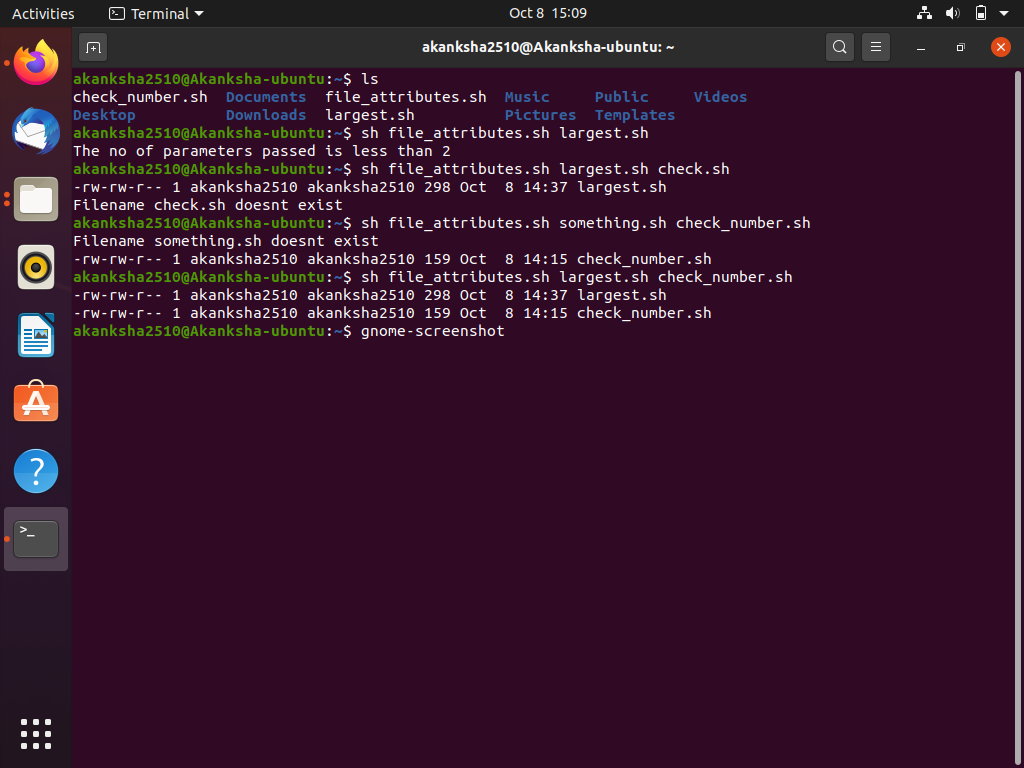 Activities Terminal Oct 8 15:09
akanksha2510@Akanksha-ubuntu: ~
akanksha2510@Akanksha-ubuntu:~$ ls
check_number.sh  Documents  file_attributes.sh  Music     Public     Videos
Desktop          Downloads  largest.sh          Pictures  Templates
akanksha2510@Akanksha-ubuntu:~$ sh file_attributes.sh largest.sh
The no of parameters passed is less than 2
akanksha2510@Akanksha-ubuntu:~$ sh file_attributes.sh largest.sh check.sh
-rw-rw-r-- 1 akanksha2510 akanksha2510 298 Oct  8 14:37 largest.sh
Filename check.sh doesnt exist
akanksha2510@Akanksha-ubuntu:~$ sh file_attributes.sh something.sh check_number.sh
Filename something.sh doesnt exist
-rw-rw-r-- 1 akanksha2510 akanksha2510 159 Oct  8 14:15 check_number.sh
akanksha2510@Akanksha-ubuntu:~$ sh file_attributes.sh largest.sh check_number.sh
-rw-rw-r-- 1 akanksha2510 akanksha2510 298 Oct  8 14:37 largest.sh
-rw-rw-r-- 1 akanksha2510 akanksha2510 159 Oct  8 14:15 check_number.sh
akanksha2510@Akanksha-ubuntu:~$ gnome-screenshot